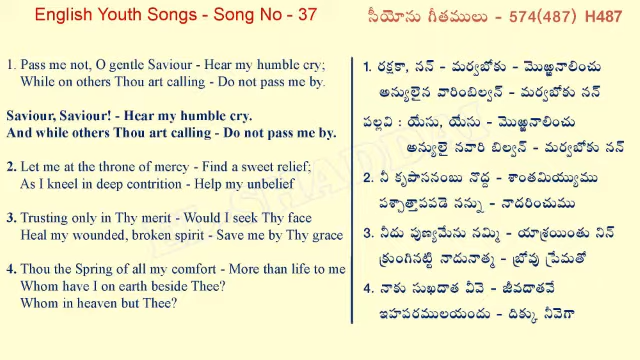 English Youth Songs - Song No - 37
1. Pass me not, O gentle Saviour - Hear my humble cry;
While on others Thou art calling - Do not pass me by.
Saviour, Saviour! - Hear my humble cry.
And while others Thou art calling - Do not pass me by.
2. Let me at the throne of mercy - Find a sweet relief;
As I kneel in deep contrition - Help my unbelief
3. Trusting only in Thy merit - Would I seek Thy face
Heal my wounded, broken spirit - Save me by Thy grace
4. Thou the Spring of all my comfort - More than life to me
Whom have I on earth beside Thee?
Whom in heaven but Thee?
సీయోను గీతములు - 574(487) H487
1. రక్షకా, నన్ - మర్వబోకు - మొఱ్ఱనాలించు
అన్యులైన వారింబిల్వన్ - మర్వబోకు నన్
పల్లవి : యేసు, యేసు - మొఱ్ఱనాలించు
అన్యులై నవారి బిల్వన్ - మర్వబోకు నన్
2. నీ కృపాసనంబు నొద్ద - శాంతమియ్యుము
పశ్చాత్తాపపడె నన్ను - నాదరించుము
3. నీదు పుణ్యమేను నమ్మి - యాశ్రయింతు నిన్
క్రుంగినట్టి నాదునాత్మ - బ్రోవు ప్రేమతో
4. నాకు సుఖదాత వీవె - జీవదాతవే
ఇహపరములయందు - దిక్కు నీవెగా
EL SHADDAY